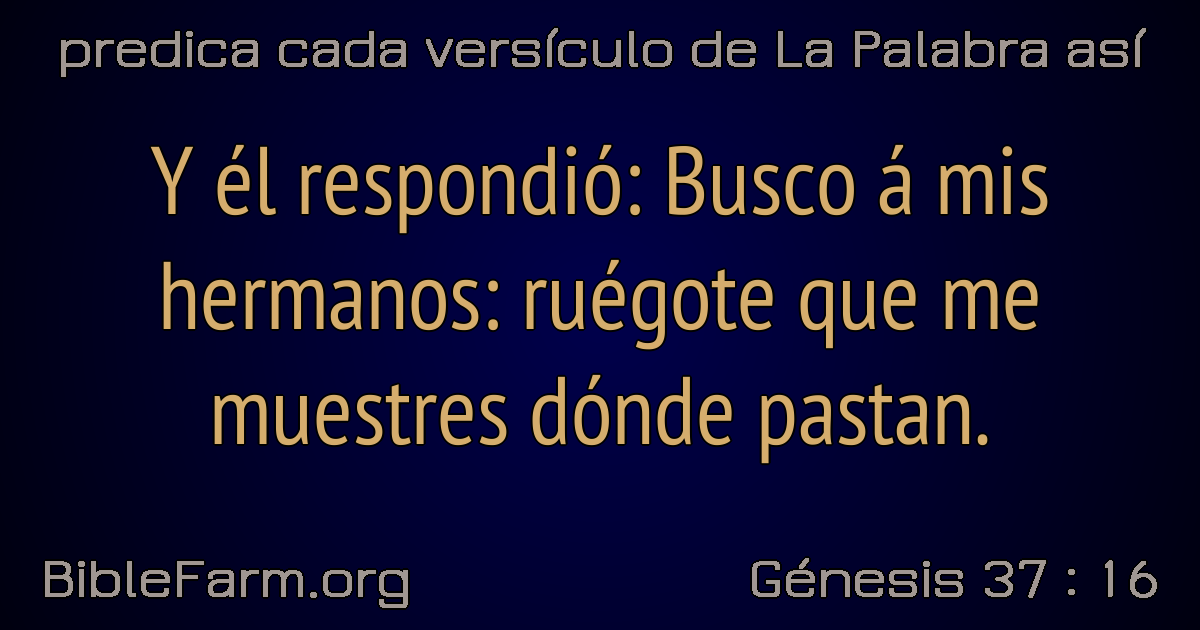 predica cada versículo de La Palabra así
Y él respondió: Busco á mis
hermanos: ruégote que me
muestres dónde pastan.
BibleFarm.org
Génesis 37 : 16